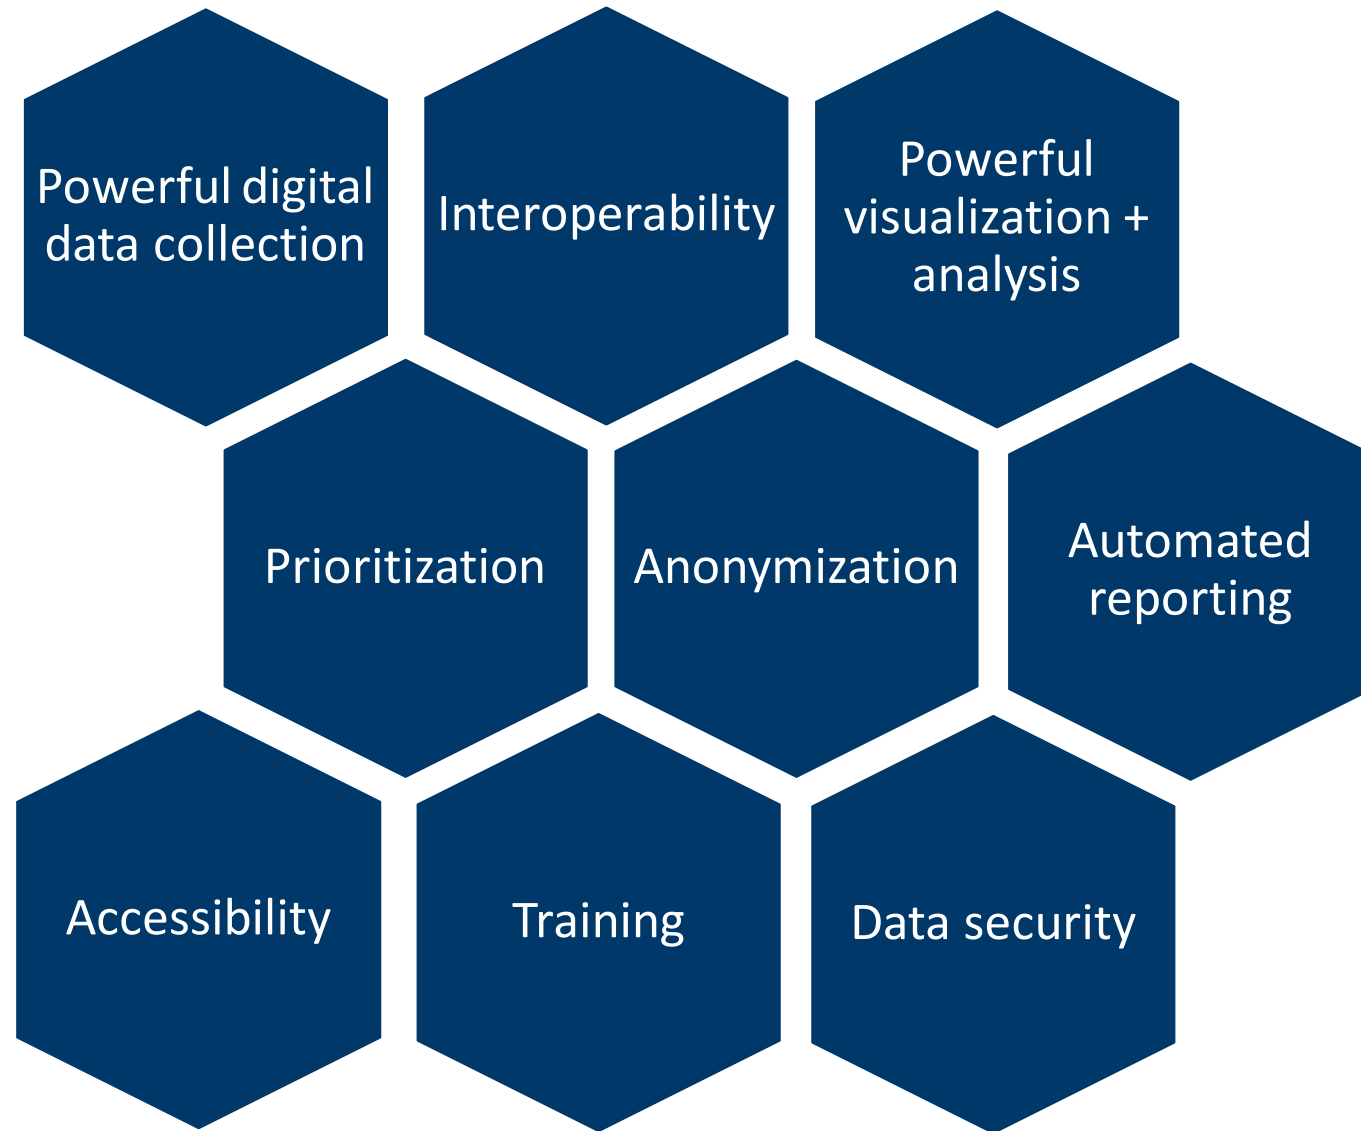 Powerful digital
data collection
Interoperability
Powerful
visualization +
analysis
Prioritization
Anonymization
Automated
reporting
Accessibility
Training
Data security